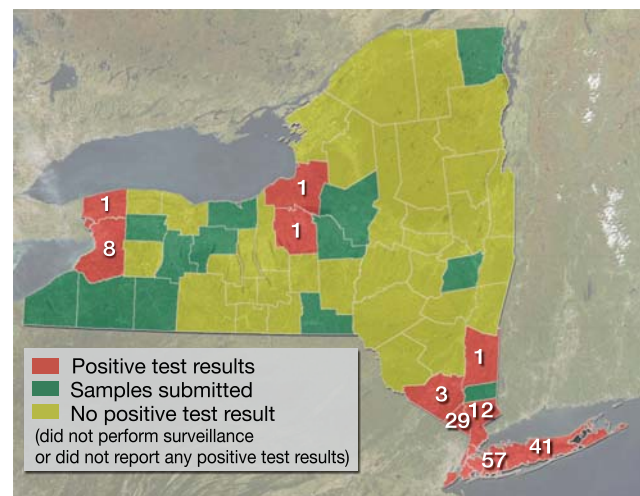 1
1
1
8
1
3
12
29
41
57
Positive test results
Samples submitted
No positive test result
(did not perform surveillance
or did not report any positive test results)